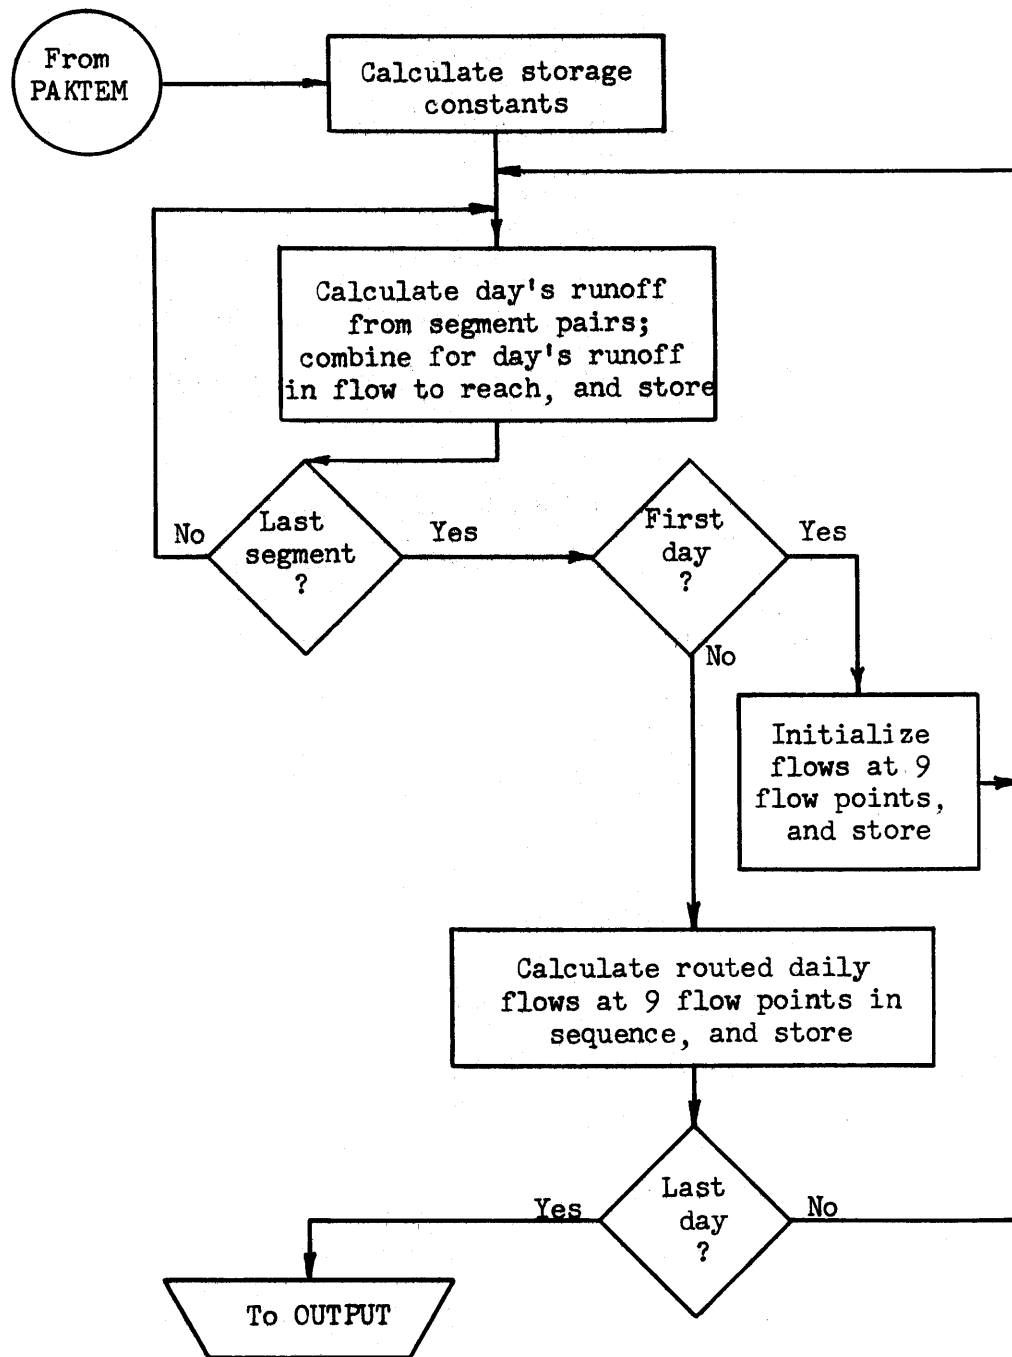 From
PAKTEM
Calculate storage
constants
Calculate day's runoff
from segment pairs;
combine for day's runoff
in flow to reach, and store
No
Last
segment
?
Yes
First
day
?
Yes
No
Initialize
flows at 9
flow points,
and store
Calculate routed daily
flows at 9 flow points in
sequence, and store
Yes
Last
day
?
No
To OUTPUT